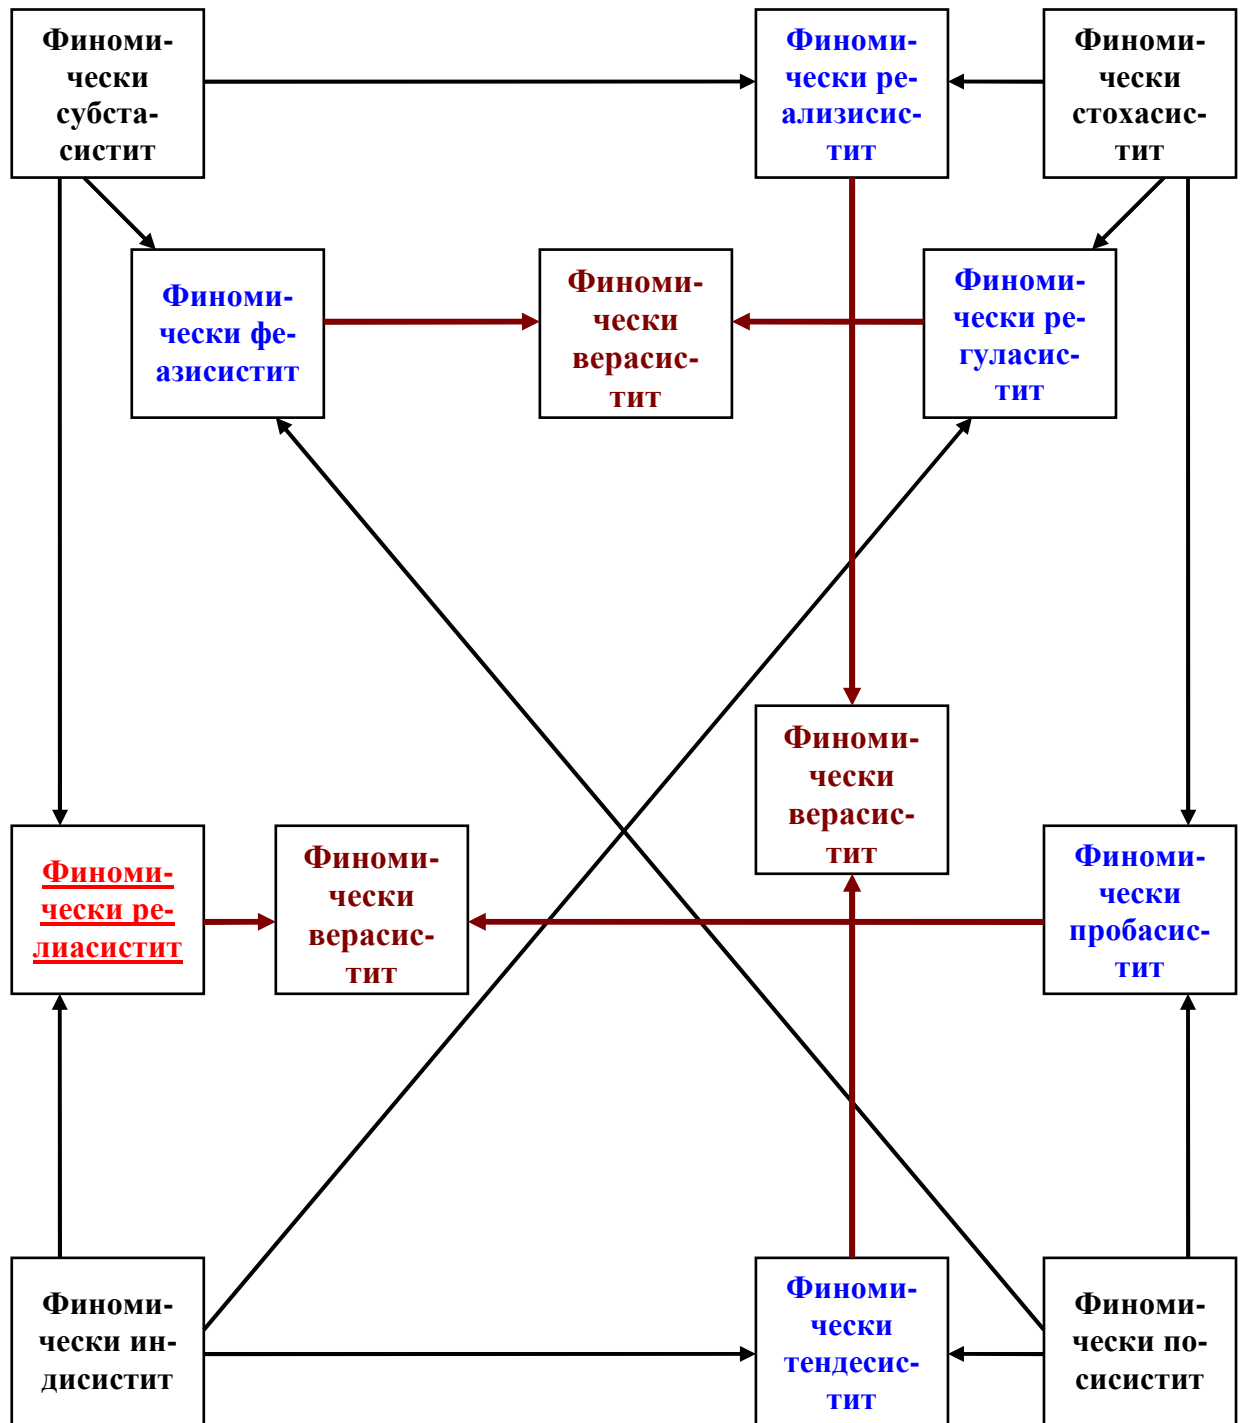 Финоми-
чески
субста-
систит
Финоми-
чески ре-
ализисис-
тит
Финоми-
чески
стохасис-
тит
Финоми-
чески фе-
азисистит
Финоми-
чески
верасис-
тит
Финоми-
чески ре-
гуласис-
тит
Финоми-
чески
верасис-
тит
Финоми-
чески ре-
лиасистит
Финоми-
чески
верасис-
тит
Финоми-
чески
пробасис-
тит
Финоми-
чески ин-
дисистит
Финоми-
чески
тендесис-
тит
Финоми-
чески по-
сисистит